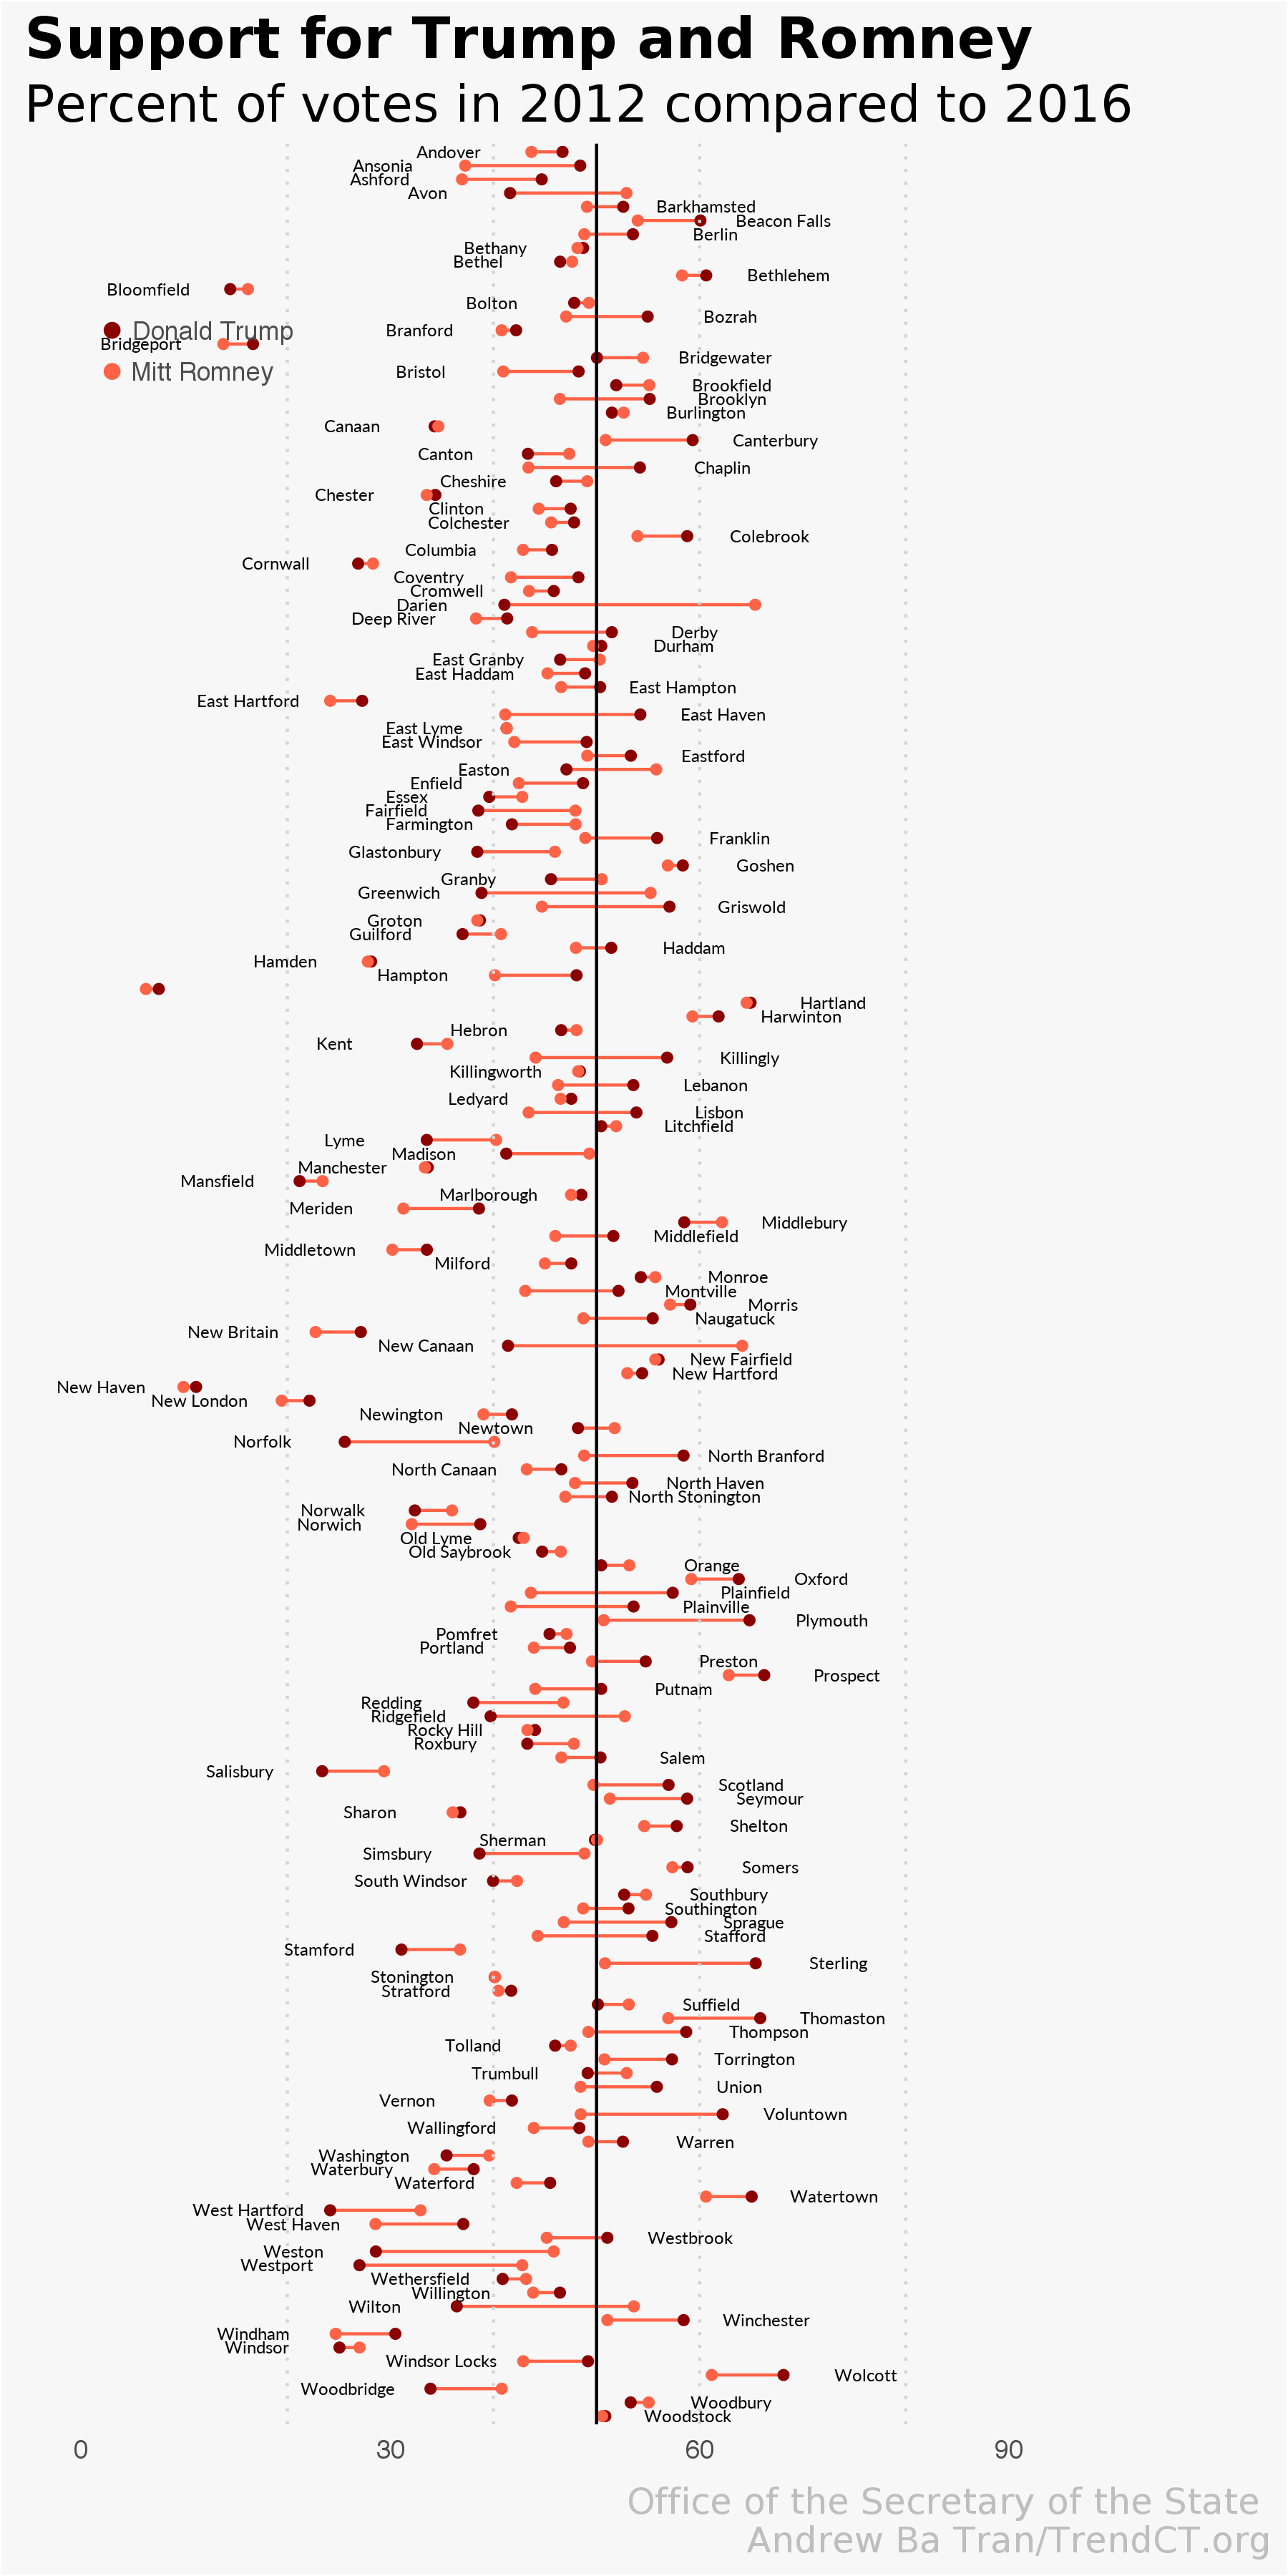 Support for Trump and Romney
Percent of votes in 2012 compared to 2016
Andover
Ansonia
Ashford
Avon
Barkhamsted
Beacon Falls
Berlin
Bethany
Bethel
Bethlehem
Bloomfield
Bolton
Bozrah
Donald Trump
Branford
Bridgeport
Bridgewater
Mitt Romney
Bristol
Brookfield
Brooklyn
Burlington
Canaan
Canterbury
Canton
Chaplin
Cheshire
Chester
Clinton
Colchester
Colebrook
Columbia
Cornwall
Coventry
Cromwell
Darien
Deep River
Derby
Durham
East Granby
East Haddam
East Hampton
East Hartford
East Haven
East Lyme
East Windsor
Eastford
Easton
Enfield
Essex
Fairfield
Farmington
Franklin
Glastonbury
Goshen
Granby
Greenwich
Griswold
Groton
Guilford
Haddam
Hamden
Hampton
Hartland
Harwinton
Hebron
Kent
Killingly
Killingworth
Lebanon
Ledyard
Lisbon
Litchfield
Lyme
Madison
Manchester
Mansfield
Marlborough
Meriden
Middlebury
Middlefield
Middletown
Milford
Monroe
Montville
Morris
Naugatuck
New Britain
New Canaan
New Fairfield
New Hartford
New Haven
New London
Newington
Newtown
Norfolk
North Branford
North Canaan
North Haven
North Stonington
Norwalk
Norwich
Old Lyme
Old Saybrook
Orange
Oxford
Plainfield
Plainville
Plymouth
Pomfret
Portland
Preston
Prospect
Putnam
Redding
Ridgefield
Rocky Hill
Roxbury
Salem
Salisbury
Scotland
Seymour
Sharon
Shelton
Sherman
Simsbury
Somers
South Windsor
Southbury
Southington
Sprague
Stafford
Stamford
Sterling
Stonington
Stratford
Suffield
Thomaston
Thompson
Tolland
Torrington
Trumbull
Union
Vernon
Voluntown
Wallingford
Warren
Washington
Waterbury
Waterford
Watertown
West Hartford
West Haven
Westbrook
Weston
Westport
Wethersfield
Willington
Wilton
Winchester
Windham
Windsor
Windsor Locks
Wolcott
Woodbridge
Woodbury
Woodstock
0 30 60 90
Office of the Secretary of the State
Andrew Ba Tran/TrendCT.org